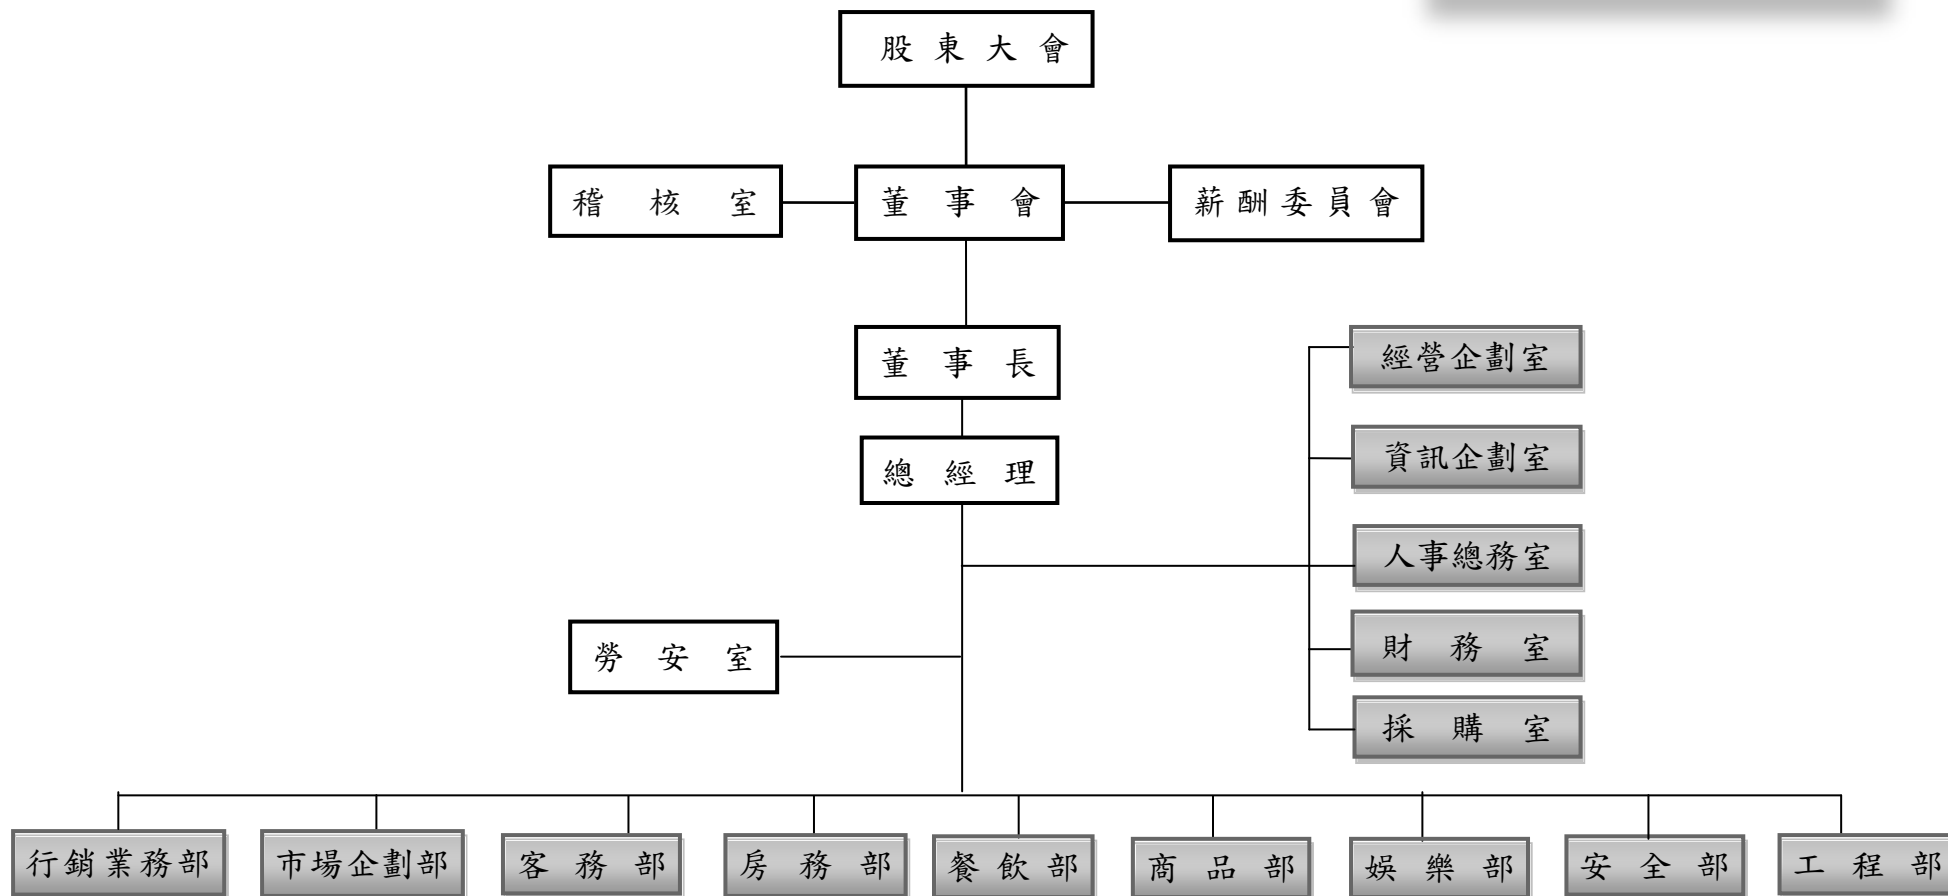 股東大會
稽核室
董事會
薪酬委員會
董事長
經營企劃室
總經理
資訊企劃室
人事總務室
勞安室
財務室
採購室
行銷業務部
市場企劃部
客務部
房務部
餐飲部
商品部
娛樂部
安全部
工程部